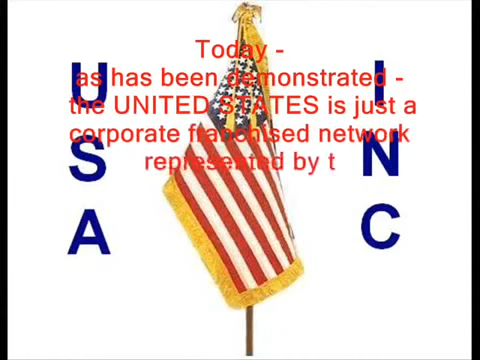 Today -
as has been demonstrated -
the UNITED STATES is just a
corporate franchised network
represented by t
U
S
A
I
N
C